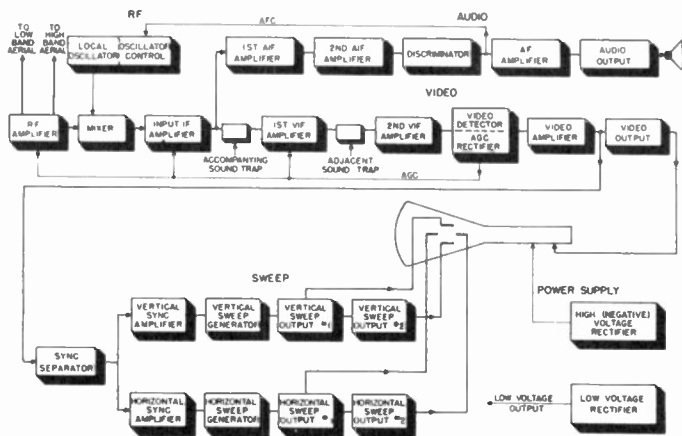 RF
AUDIO
TO
LOW
BAND
AERIAL
TO
HIGH
BAND
AERIAL
AFC
LOCAL
OSCILLATOR
OSCILLATOR
CONTROL
1ST AIF
AMPLIFIER
2ND AIF
AMPLIFIER
DISCRIMINATOR
AF
AMPLIFIER
AUDIO
OUTPUT
VIDEO
RF
AMPLIFIER
MIXER
INPUT IF
AMPLIFIER
1ST VIF
AMPLIFIER
2ND VIF
AMPLIFIER
VIDEO
DETECTOR
AGC
RECTIFIER
VIDEO
AMPLIFIER
VIDEO
OUTPUT
ACCOMPANYING
SOUND TRAP
ADJACENT
SOUND TRAP
AGC
SWEEP
POWER SUPPLY
VERTICAL
SYNC
AMPLIFIER
VERTICAL
SWEEP
GENERATOR
VERTICAL
SWEEP
OUTPUT #1
VERTICAL
SWEEP
OUTPUT #2
HIGH (NEGATIVE)
VOLTAGE
RECTIFIER
SYNC
SEPARATOR
HORIZONTAL
SYNC
AMPLIFIER
HORIZONTAL
SWEEP
GENERATOR
HORIZONTAL
SWEEP
OUTPUT
HORIZONTAL
SWEEP
OUTPUT #2
LOW VOLTAGE
OUTPUT
LOW VOLTAGE
RECTIFIER